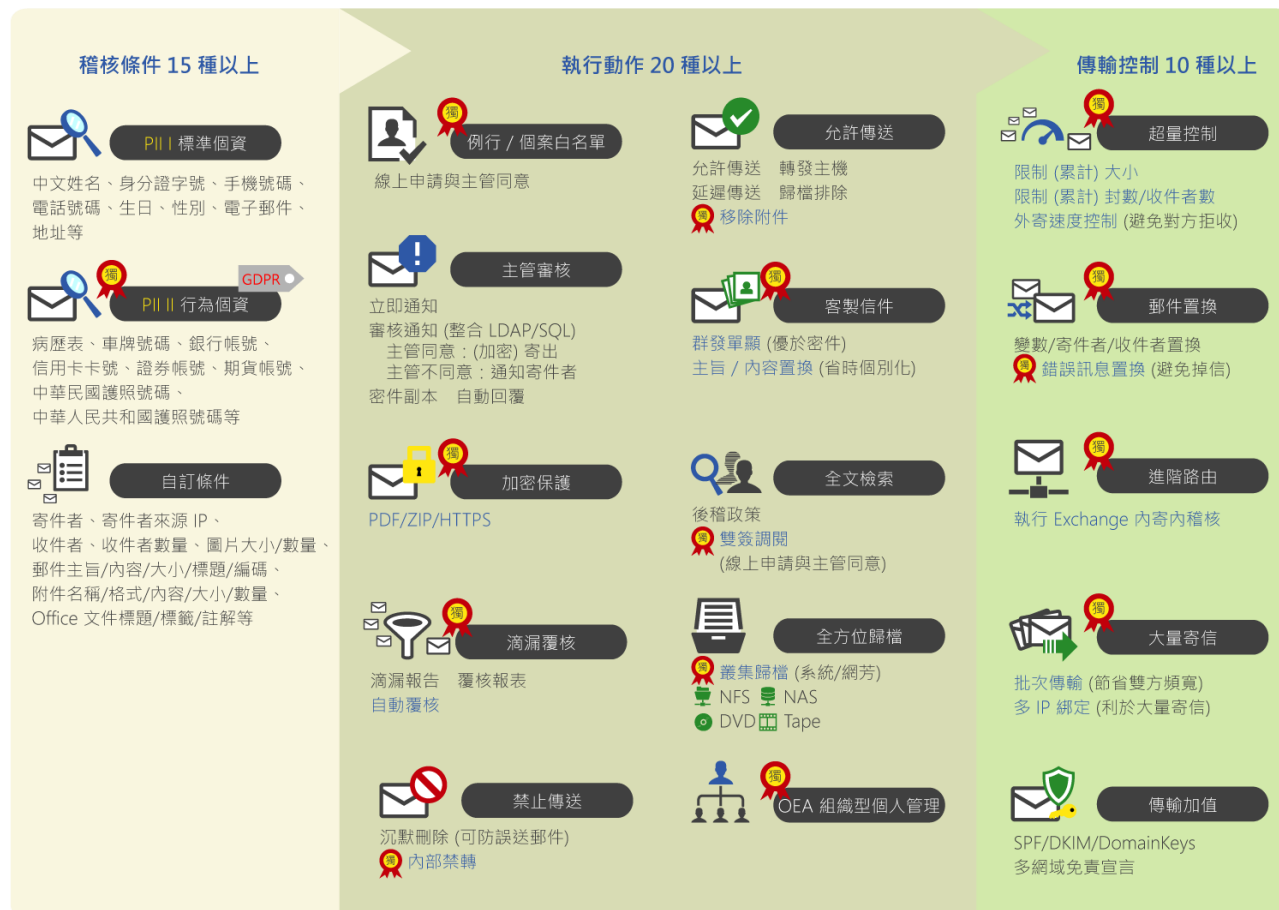 稽核條件 15 種以上
PII I 標準個資
中文姓名、身分證字號、手機號碼、
電話號碼、生日、性別、電子郵件、
地址等
獨
GDPR
PII II 行為個資
病歷表、車牌號碼、銀行帳號、
信用卡卡號、證券帳號、期貨帳號、
中華民國護照號碼、
中華人民共和國護照號碼等
自訂條件
寄件者、寄件者來源 IP、
收件者、收件者數量、圖片大小/數量、
郵件主旨/內容/大小/標題/編碼、
附件名稱/格式/內容/大小/數量、
Office 文件標題/標籤/註解等
執行動作 20 種以上
獨
例行 / 個案白名單
線上申請與主管同意
主管審核
立即通知
審核通知 (整合 LDAP/SQL)
主管同意：(加密) 寄出
主管不同意：通知寄件者
密件副本 自動回覆
獨
加密保護
PDF/ZIP/HTTPS
獨
滴漏覆核
滴漏報告 覆核報表
自動覆核
禁止傳送
沉默刪除 (可防誤送郵件)
獨 內部禁轉
允許傳送
允許傳送 轉發主機
延遲傳送 歸檔排除
獨 移除附件
獨
客製信件
群發單顯 (優於密件)
主旨 / 內容置換 (省時個別化)
全文檢索
後稽政策
獨 雙簽調閱
(線上申請與主管同意)
全方位歸檔
獨 叢集歸檔 (系統/網芳)
NFS NAS
DVD Tape
獨
OEA 組織型個人管理
傳輸控制 10 種以上
獨
超量控制
限制 (累計) 大小
限制 (累計) 封數/收件者數
外寄速度控制 (避免對方拒收)
獨
郵件置換
變數/寄件者/收件者置換
獨 錯誤訊息置換 (避免掉信)
獨
進階路由
執行 Exchange 內寄內稽核
獨
大量寄信
批次傳輸 (節省雙方頻寬)
多 IP 綁定 (利於大量寄信)
傳輸加值
SPF/DKIM/DomainKeys
多網域免責宣言